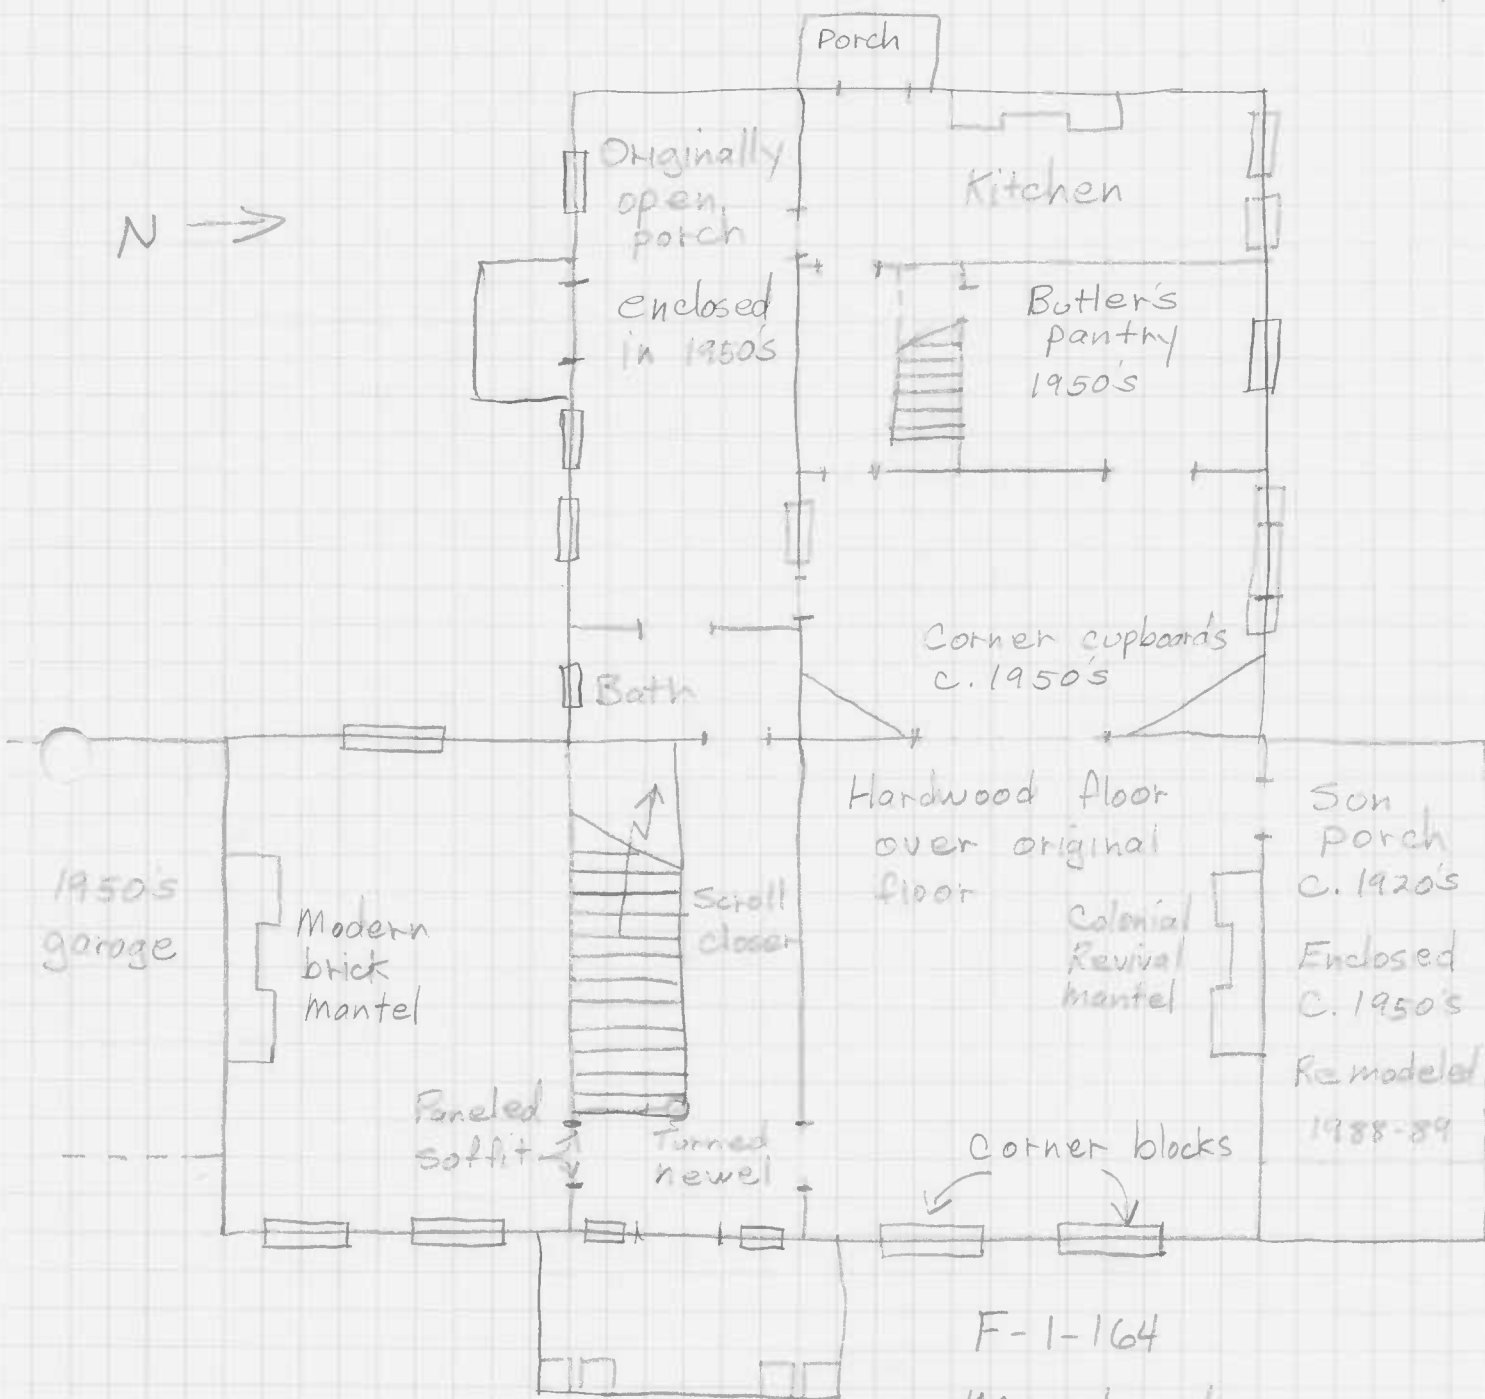 Porch
Originally
open
porch
enclosed
in 1950's
Kitchen
N
Butler's
pantry
1950's
Corner cupboards
c. 1950's
Bath
Hardwood floor
over original
floor
Sun
porch
C. 1920's
Enclosed
C. 1950's
Remodeled
1988-89
1950's
garage
Modern
brick
Mantel
Scroll
closer
Colonial
Revival
Mantel
Paneled
soffit
Turned
newel
Corner blocks
F-1-164